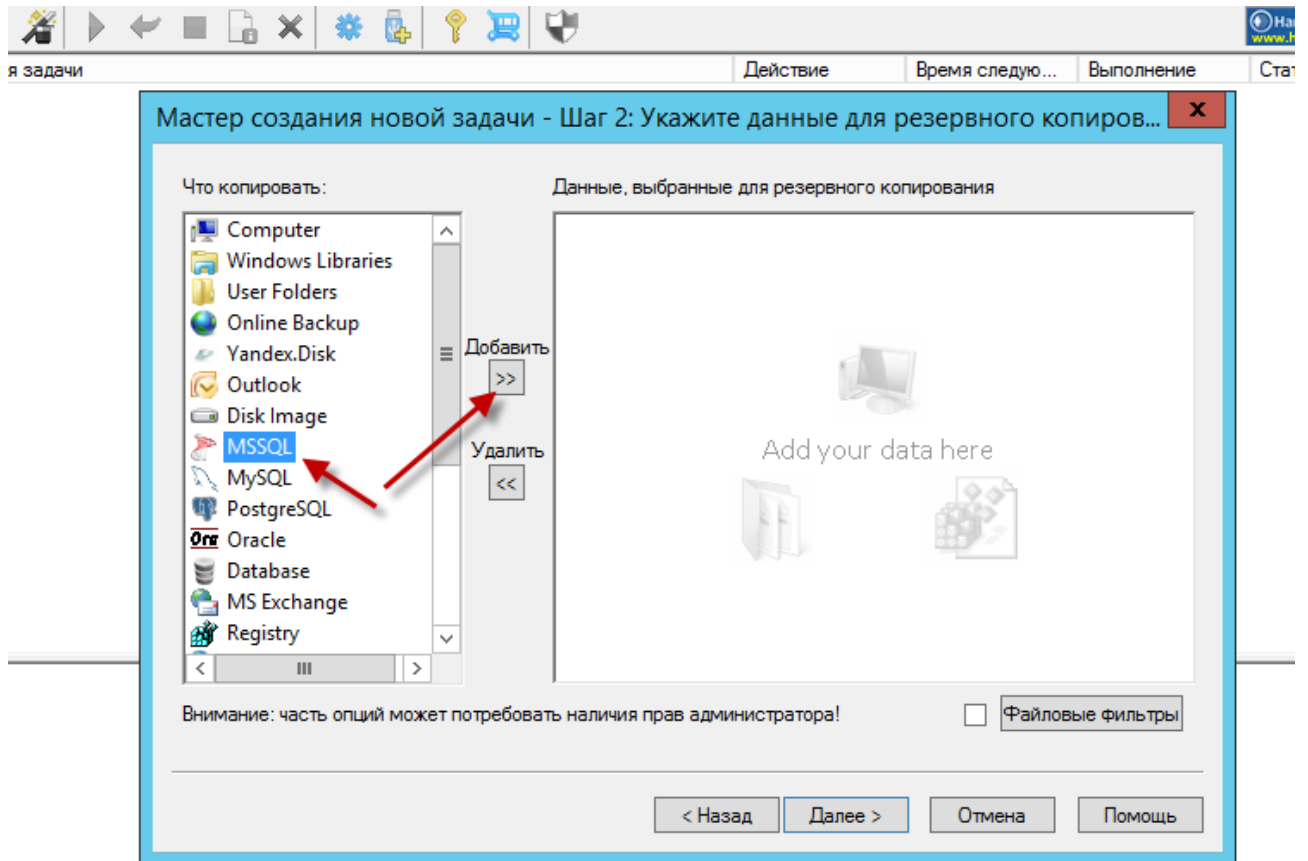 Наn
www.h
я задачи
Действие
Время следую...
Выполнение
Стат
Мастер создания новой задачи - Шаг 2: Укажите данные для резервного копиров...
x
Что копировать:
Данные, выбранные для резервного копирования
Computer
Windows Libraries
User Folders
Online Backup
Yandex.Disk
Outlook
Disk Image
MSSQL
MySQL
PostgreSQL
Ora Oracle
Database
MS Exchange
Registry
Добавить
>>
Удалить
<<
Add your data here
Внимание: часть опций может потребовать наличия прав администратора!
Файловые фильтры
< Назад
Далее >
Отмена
Помощь